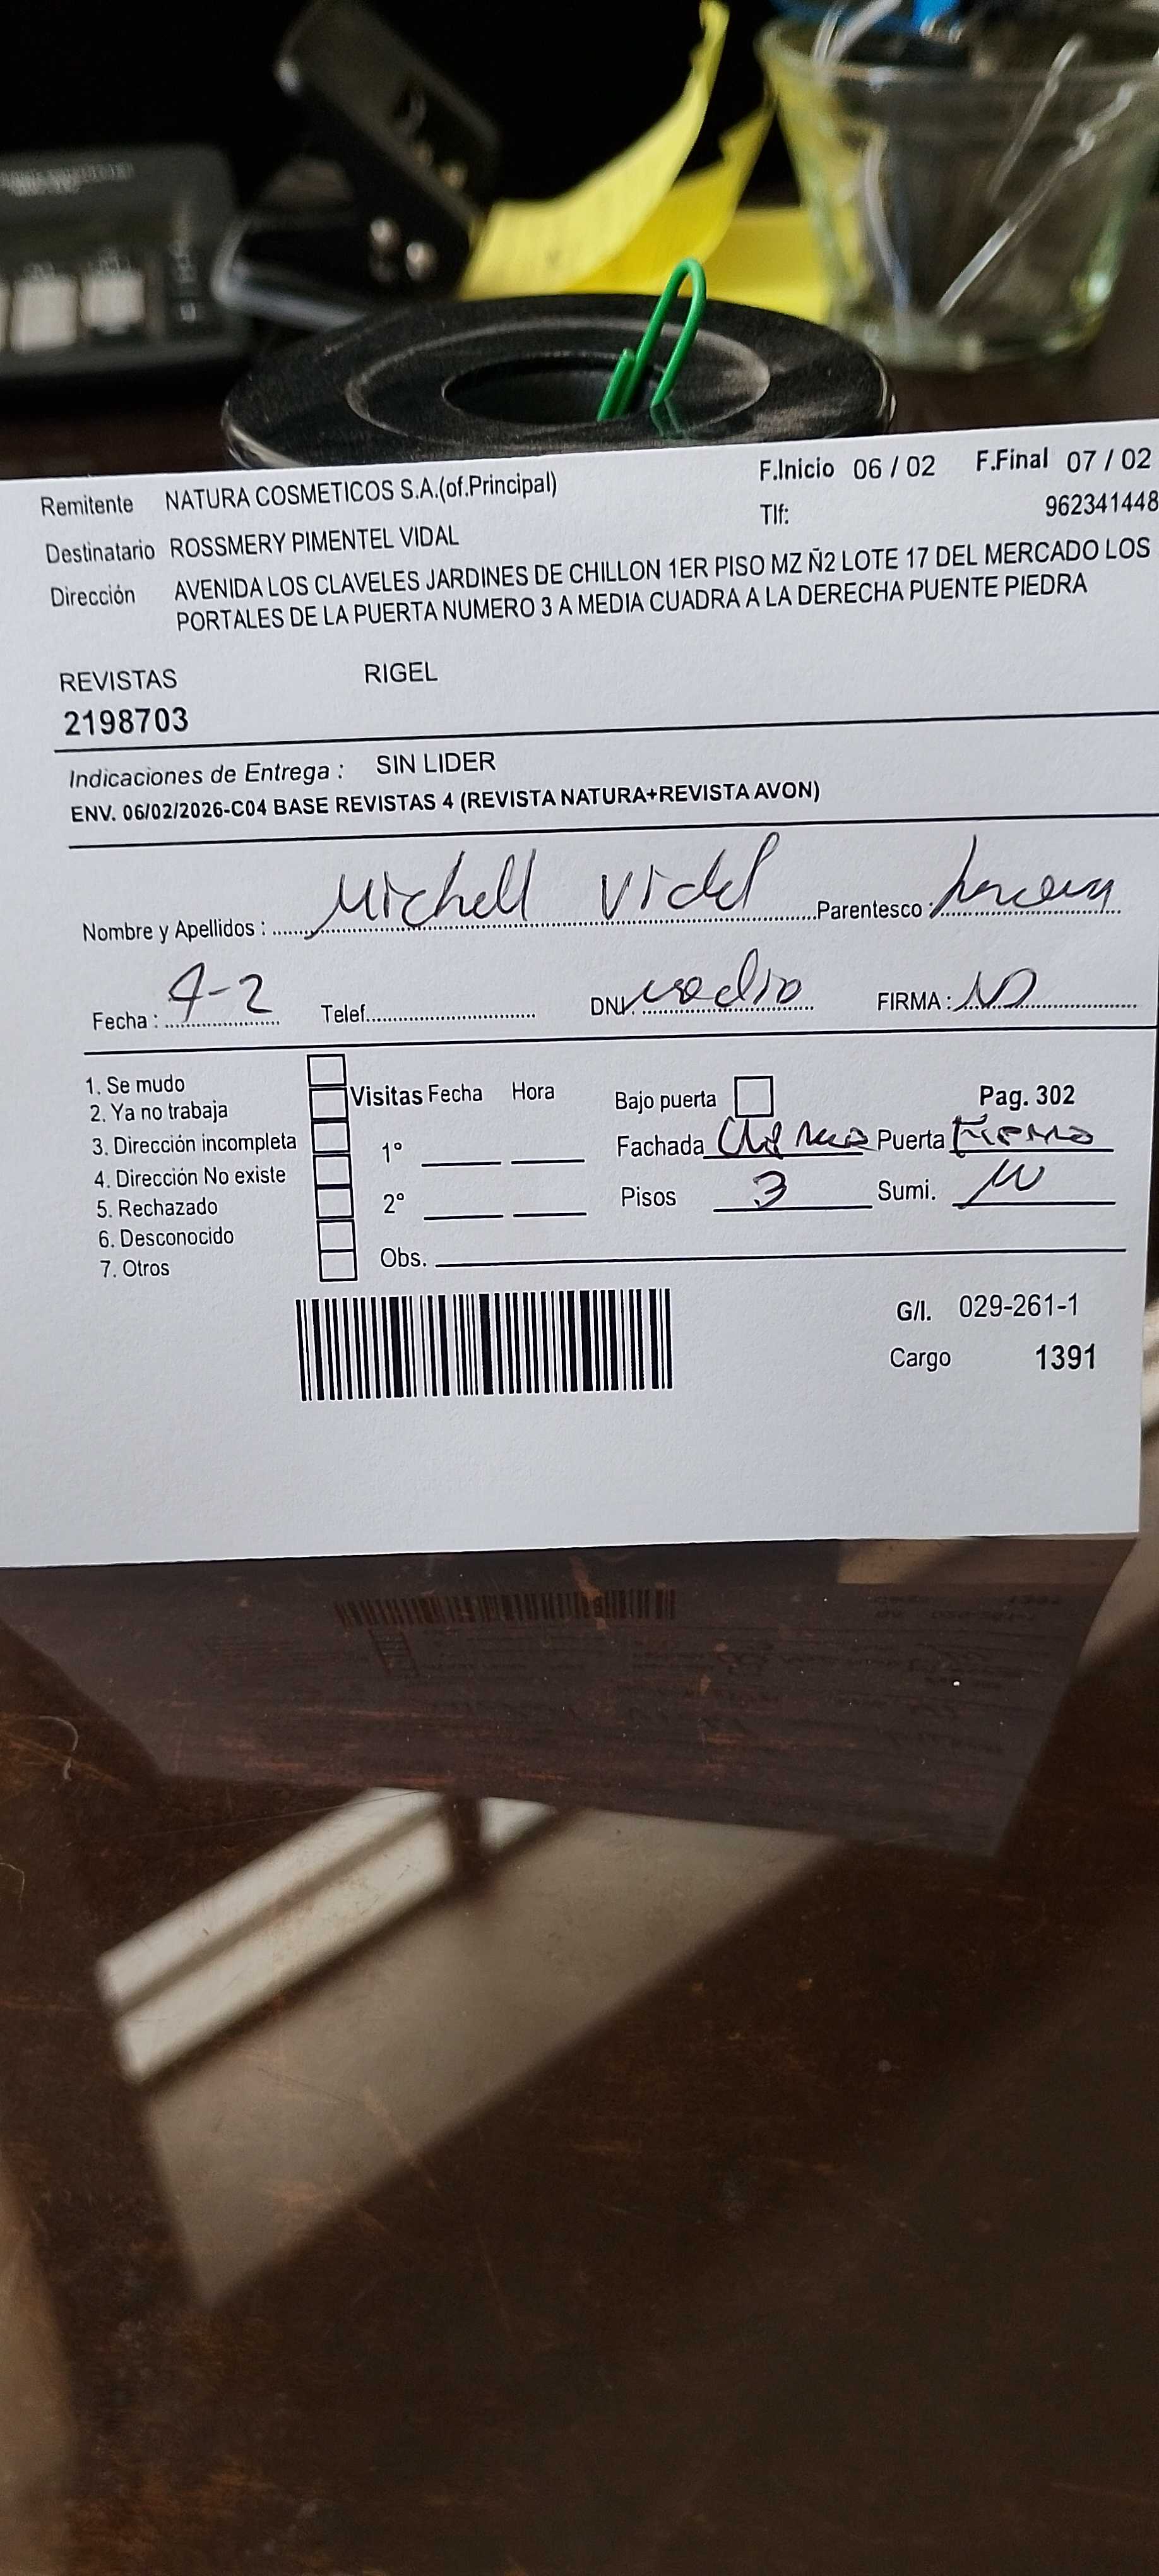 Remitente NATURA COSMETICOS S.A.(of.Principal) F.Inicio 06 / 02 F.Final 07 / 02
Tlf: 962341448
Destinatario ROSSMERY PIMENTEL VIDAL
Dirección AVENIDA LOS CLAVELES JARDINES DE CHILLON 1ER PISO MZ Ñ2 LOTE 17 DEL MERCADO LOS
PORTALES DE LA PUERTA NUMERO 3 A MEDIA CUADRA A LA DERECHA PUENTE PIEDRA
REVISTAS RIGEL
2198703
Indicaciones de Entrega : SIN LIDER
ENV. 06/02/2026-C04 BASE REVISTAS 4 (REVISTA NATURA+REVISTA AVON)
Nombre y Apellidos : Michell Vidal Parentesco :
Fecha : Telef. DNI. FIRMA :
1. Se mudo
2. Ya no trabaja
3. Dirección incompleta
4. Dirección No existe
5. Rechazado
6. Desconocido
7. Otros
Visitas Fecha Hora
1°
2°
Obs.
Bajo puerta Pag. 302
Fachada Puerta Fierro
Pisos 3 Sumi.
G/I. 029-261-1
Cargo 1391